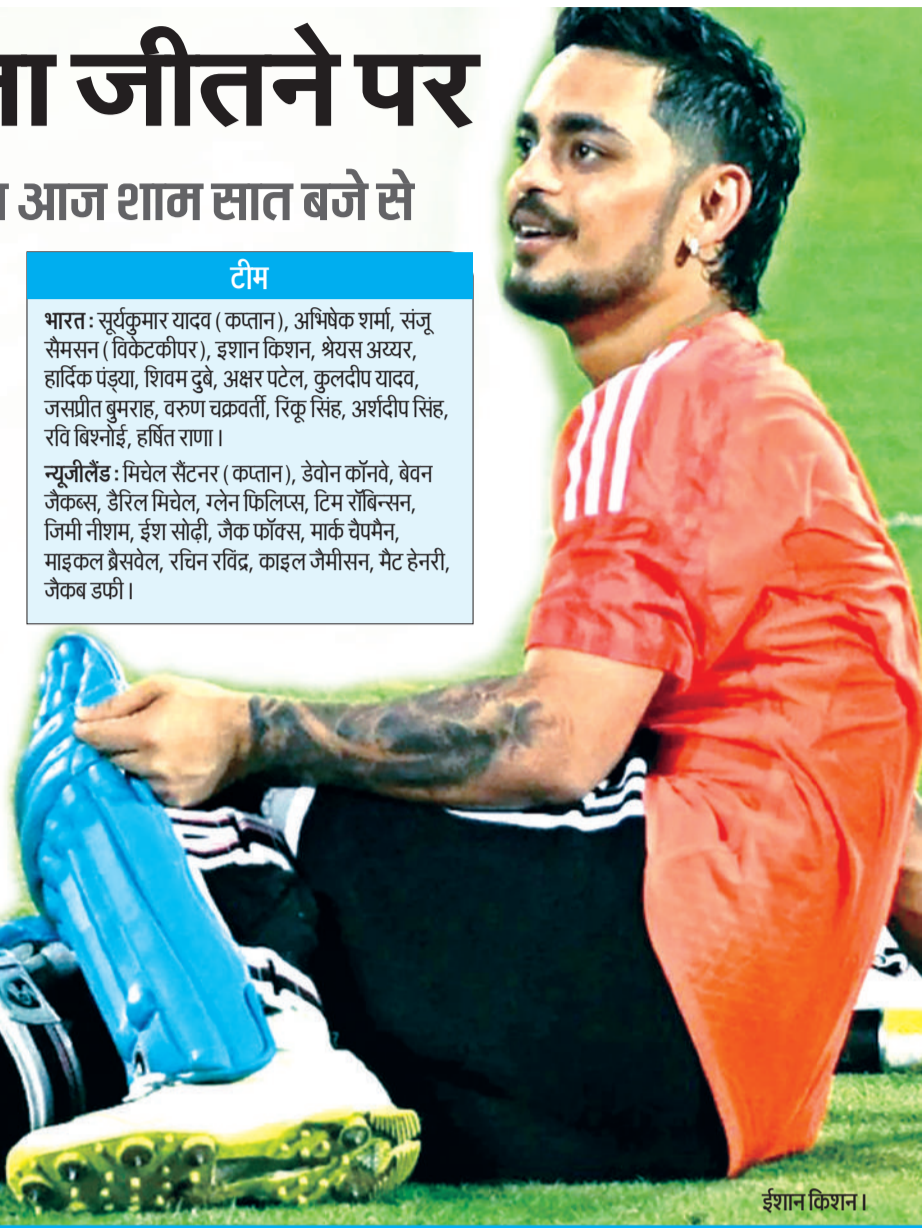 जीतने पर
आज शाम सात बजे से
टीम
भारत : सूर्यकुमार यादव ( कप्तान ), अभिषेक शर्मा, संजू
सैमसन ( विकेटकीपर ), इशान किशन, श्रेयस अय्यर,
हार्दिक पंड्या, शिवम दुबे, अक्षर पटेल, कुलदीप यादव,
जसप्रीत बुमराह, वरुण चक्रवर्ती, रिंकू सिंह, अर्शदीप सिंह,
रवि बिश्नोई, हर्षित राणा ।
न्यूजीलैंड : मिचेल सैंटनर ( कप्तान ), डेवोन कॉनवे, बेवन
जैकब्स, डैरिल मिचेल, ग्लेन फिलिप्स, टिम रॉबिन्सन,
जिमी नीशम, ईश सोढ़ी, जैक फॉक्स, मार्क चैपमैन,
माइकल ब्रैसवेल, रचिन रविंद्र, काइल जैमीसन, मैट हेनरी,
जैकब डफी ।
ईशान किशन ।